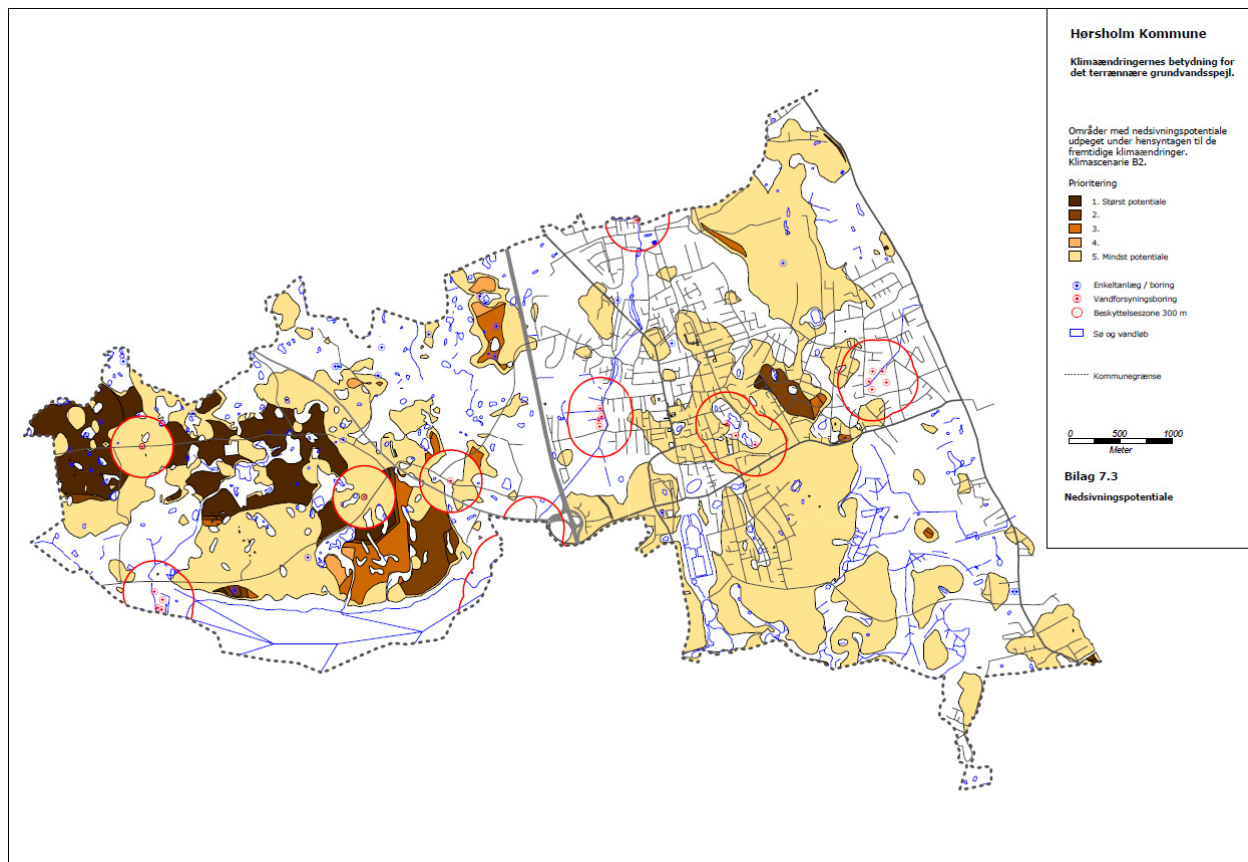 Hørsholm Kommune
Klimaændringernes betydning for
det terrænnære grundvandsspejl.
Områder med nedsivningspotentiale
udpeget under hensyntagen til de
fremtidige klimaændringer.
Klimascenarie B2.
Prioritering
1. Størst potentiale
2.
3.
4.
5. Mindst potentiale
Enkeltanlæg / boring
Vandforsyningsboring
Beskyttelseszone 300 m
Sø og vandløb
Kommunegrænse
0 500 1000
Meter
Bilag 7.3
Nedsivningspotentiale